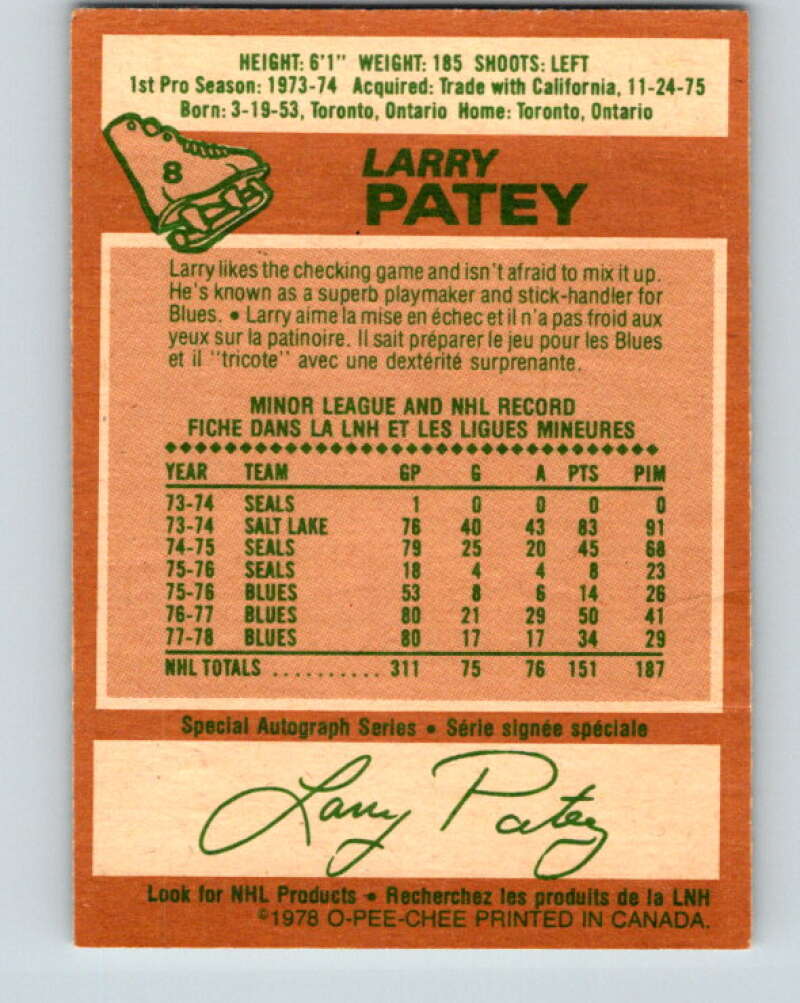 HEIGHT: 6'1" WEIGHT: 185 SHOOTS: LEFT
1st Pro Season: 1973-74 Acquired: Trade with California, 11-24-75
Born: 3-19-53, Toronto, Ontario Home: Toronto, Ontario
8
LARRY
PATEY
Larry likes the checking game and isn't afraid to mix it up.
He's known as a superb playmaker and stick-handler for
Blues. • Larry aime la mise en échec et il n'a pas froid aux
yeux sur la patinoire. Il sait préparer le jeu pour les Blues
et il "tricote" avec une dextérité surprenante.
MINOR LEAGUE AND NHL RECORD
FICHE DANS LA LNH ET LES LIGUES MINEURES
YEAR TEAM GP G A PTS PIM
73-74 SEALS 1 0 0 0 0
73-74 SALT LAKE 76 40 43 83 91
74-75 SEALS 79 25 20 45 68
75-76 SEALS 18 4 4 8 23
75-76 BLUES 53 8 6 14 26
76-77 BLUES 80 21 29 50 41
77-78 BLUES 80 17 17 34 29
NHL TOTALS .......... 311 75 76 151 187
Special Autograph Series • Série signée spéciale
Larry Patey
Look for NHL Products • Recherchez les produits de la LNH
©1978 O-PEE-CHEE PRINTED IN CANADA.